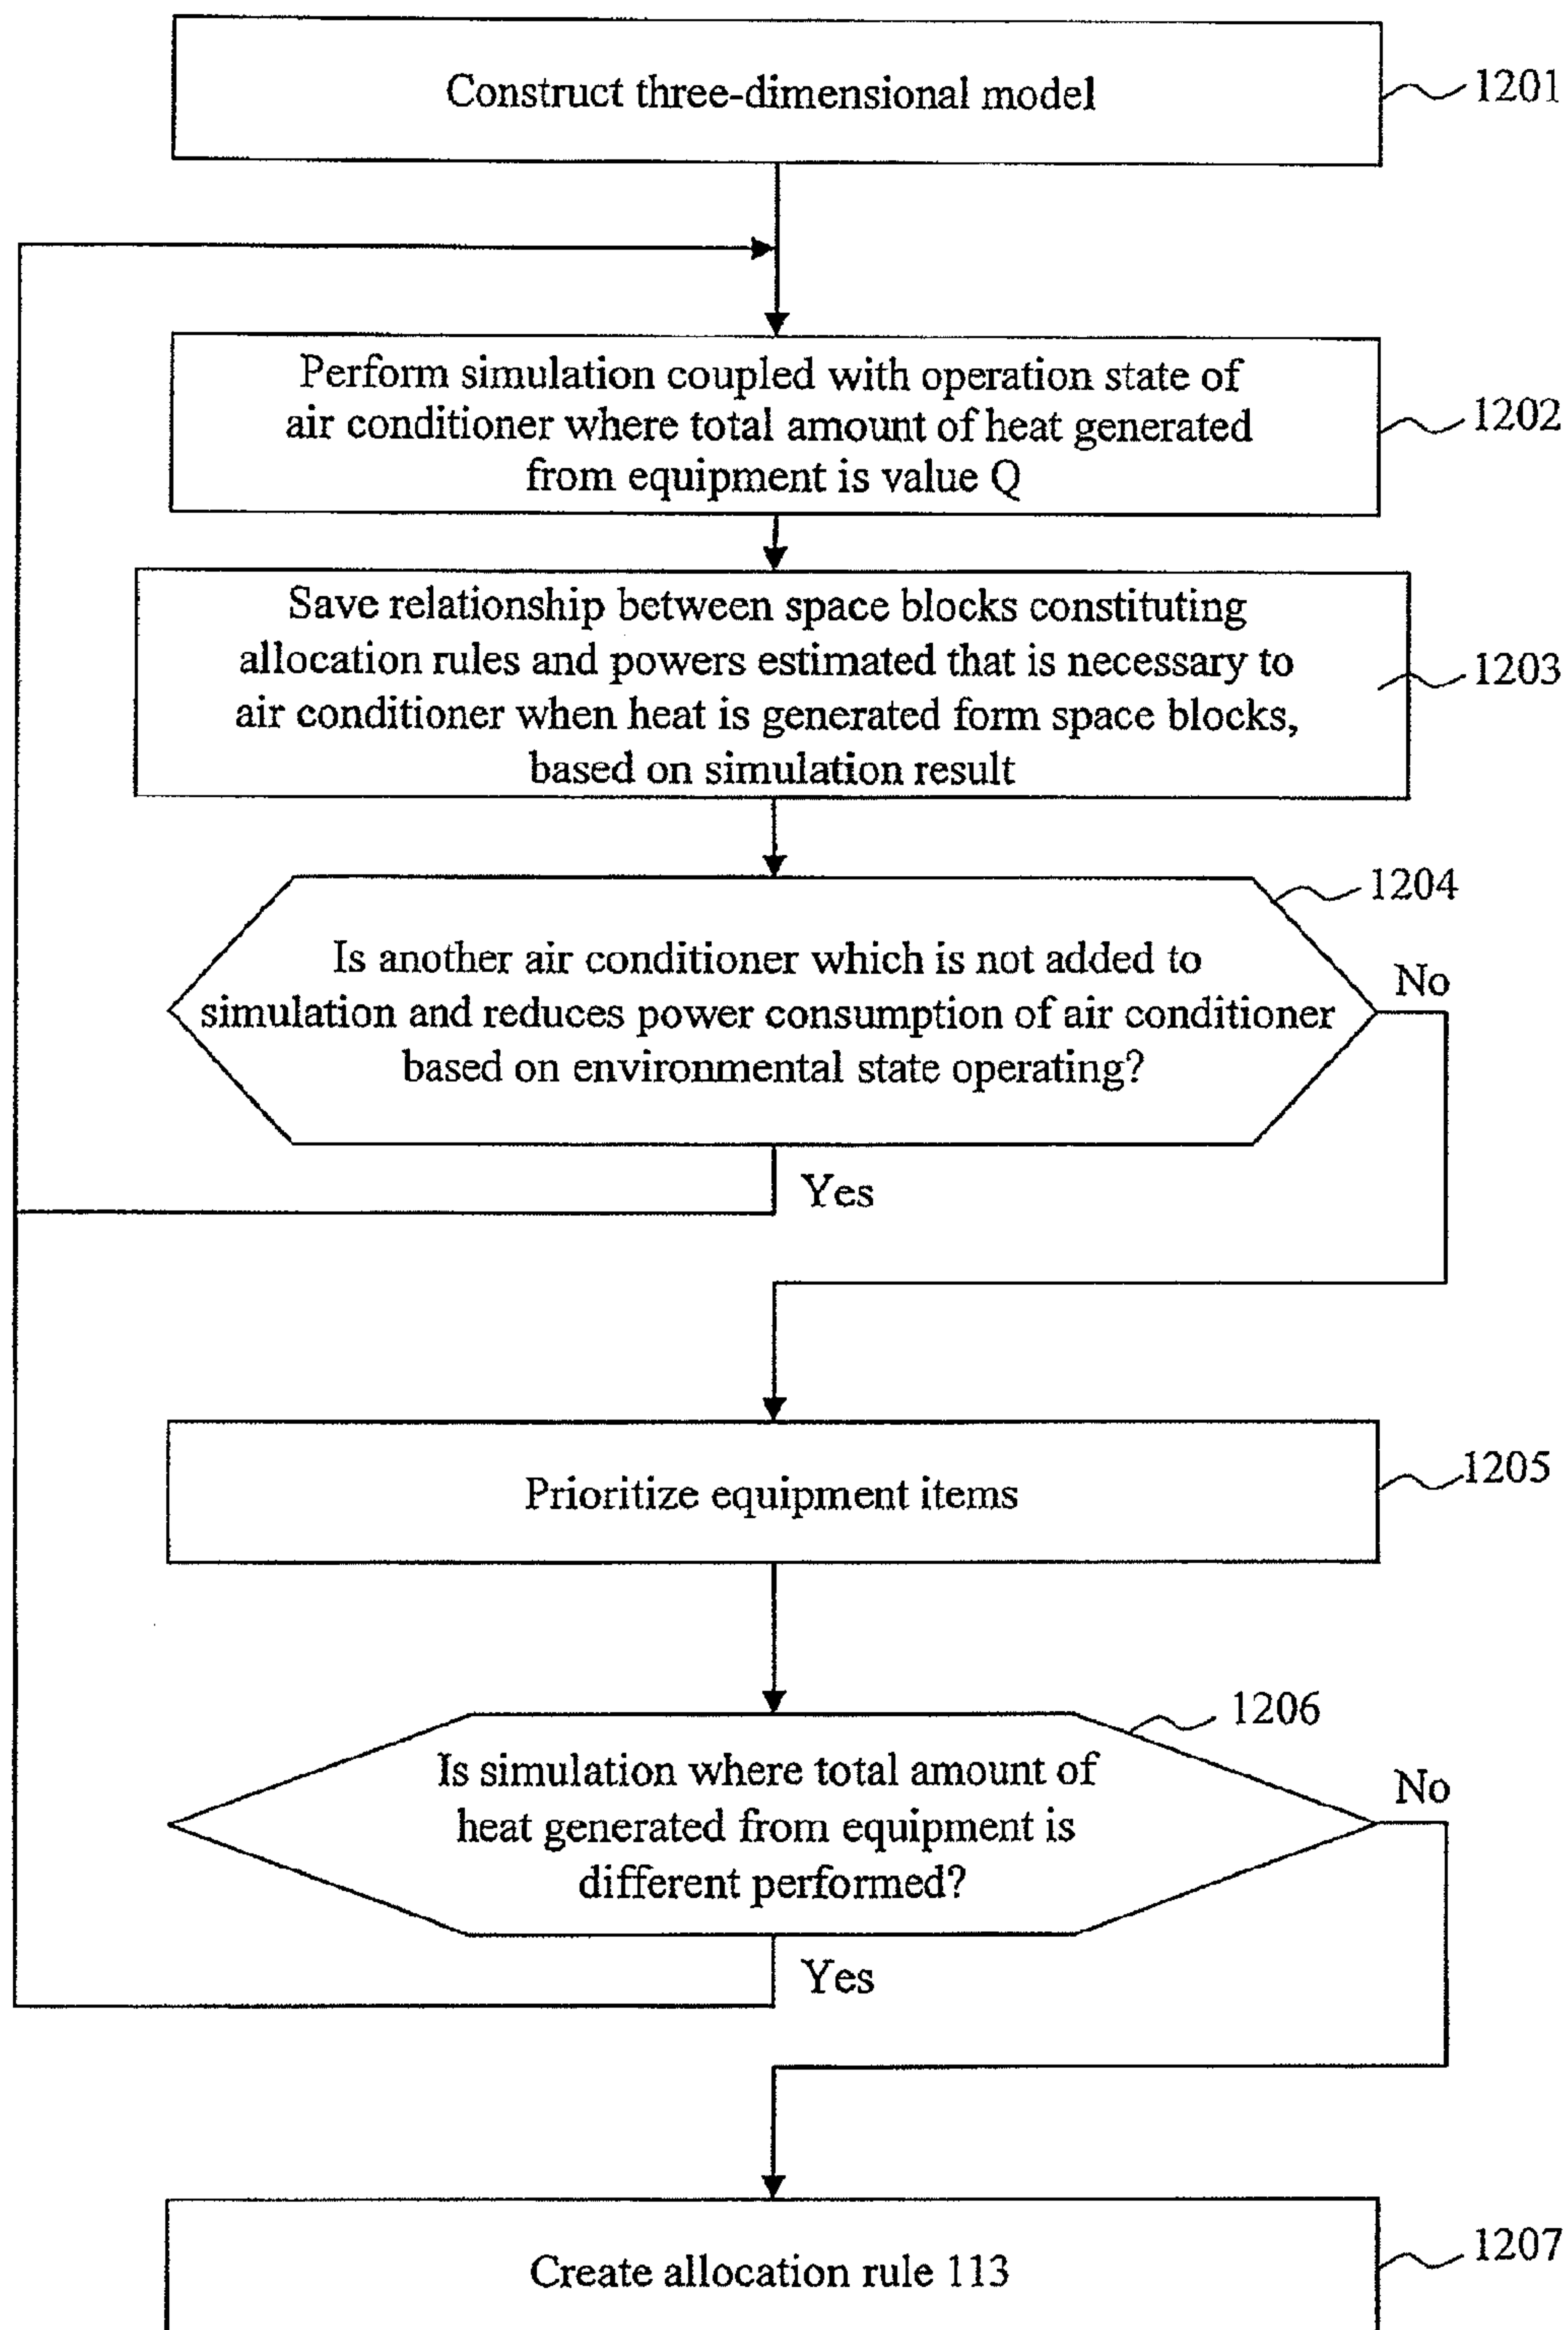 Construct three-dimensional model
1201
Perform simulation coupled with operation state of
air conditioner where total amount of heat generated
from equipment is value Q
1202
Save relationship between space blocks constituting
allocation rules and powers estimated that is necessary to
air conditioner when heat is generated form space blocks,
based on simulation result
1203
1204
Is another air conditioner which is not added to
simulation and reduces power consumption of air conditioner
based on environmental state operating?
No
Yes
Prioritize equipment items
1205
1206
Is simulation where total amount of
heat generated from equipment is
different performed?
No
Yes
Create allocation rule 113
1207